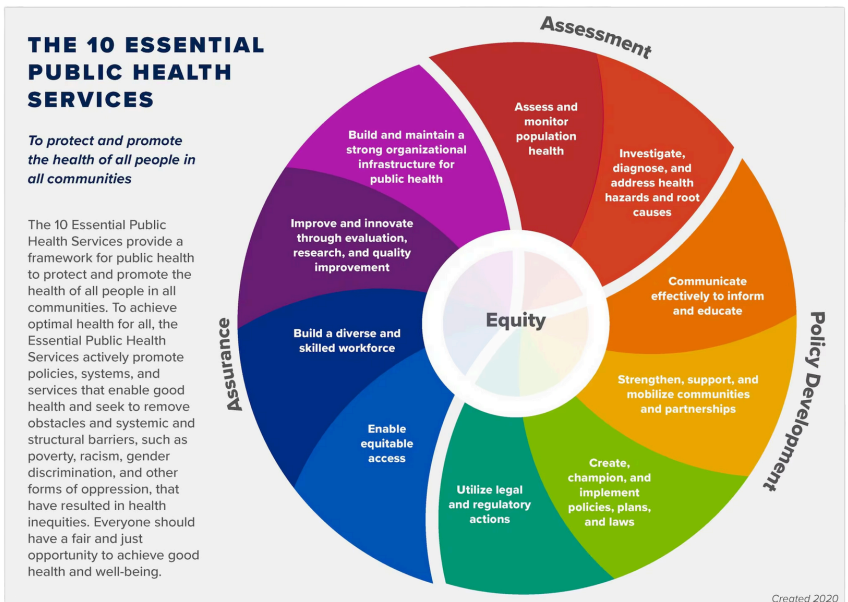 THE 10 ESSENTIAL
PUBLIC HEALTH
SERVICES
To protect and promote
the health of all people in
all communities
The 10 Essential Public
Health Services provide a
framework for public health
to protect and promote the
health of all people in all
communities. To achieve
optimal health for all, the
Essential Public Health
Services actively promote
policies, systems, and
services that enable good
health and seek to remove
obstacles and systemic and
structural barriers, such as
poverty, racism, gender
discrimination, and other
forms of oppression, that
have resulted in health
inequities. Everyone should
have a fair and just
opportunity to achieve good
health and well-being.
Assessment
Assess and
monitor
population
health
Investigate,
diagnose, and
address health
hazards and root
causes
Policy Development
Communicate
effectively to inform
and educate
Strengthen, support, and
mobilize communities
and partnerships
Create,
champion, and
implement
policies, plans,
and laws
Utilize legal
and regulatory
actions
Assurance
Enable
equitable
access
Build a diverse and
skilled workforce
Improve and innovate
through evaluation,
research, and quality
improvement
Build and maintain a
strong organizational
infrastructure for
public health
Equity
Created 2020